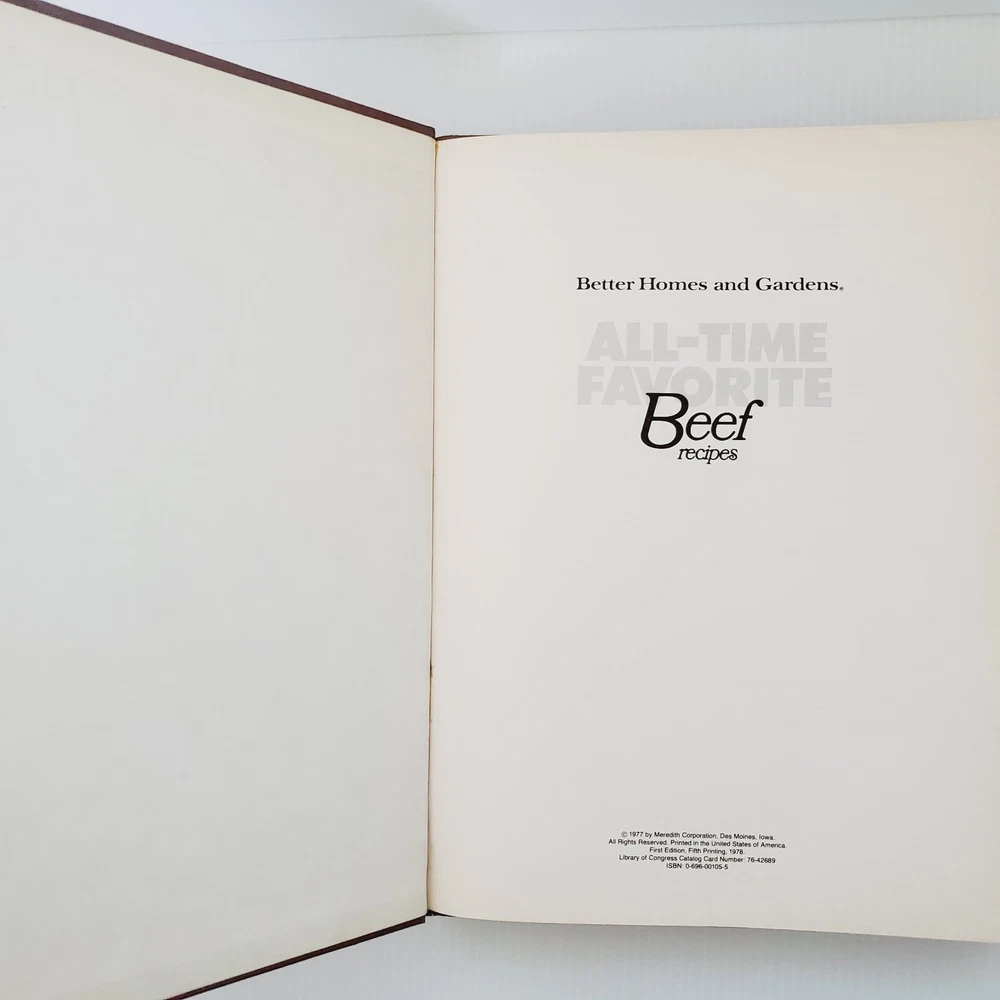 Better Homes and Gardens®
ALL-TIME
FAVORITE
Beef
recipes
© 1977 by Meredith Corporation, Des Moines, Iowa.
All Rights Reserved. Printed in the United States of America.
First Edition. Fifth Printing, 1978.
Library of Congress Catalog Card Number: 76-42689
ISBN: 0-696-00105-5